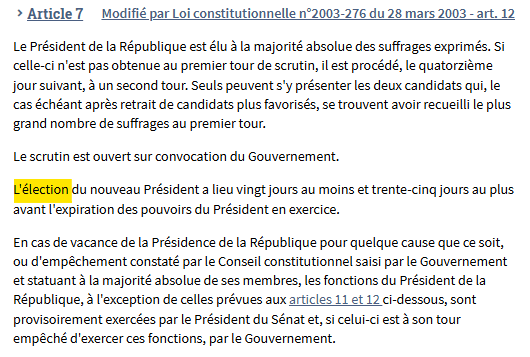 > Article 7 Modifié par Loi constitutionnelle n°2003-276 du 28 mars 2003 - art. 12
Le Président de la République est élu à la majorité absolue des suffrages exprimés. Si
celle-ci n'est pas obtenue au premier tour de scrutin, il est procédé, le quatorzième
jour suivant, à un second tour. Seuls peuvent s'y présenter les deux candidats qui, le
cas échéant après retrait de candidats plus favorisés, se trouvent avoir recueilli le plus
grand nombre de suffrages au premier tour.
Le scrutin est ouvert sur convocation du Gouvernement.
L'élection du nouveau Président a lieu vingt jours au moins et trente-cinq jours au plus
avant l'expiration des pouvoirs du Président en exercice.
En cas de vacance de la Présidence de la République pour quelque cause que ce soit,
ou d'empêchement constaté par le Conseil constitutionnel saisi par le Gouvernement
et statuant à la majorité absolue de ses membres, les fonctions du Président de la
République, à l'exception de celles prévues aux articles 11 et 12 ci-dessous, sont
provisoirement exercées par le Président du Sénat et, si celui-ci est à son tour
empêché d'exercer ces fonctions, par le Gouvernement.